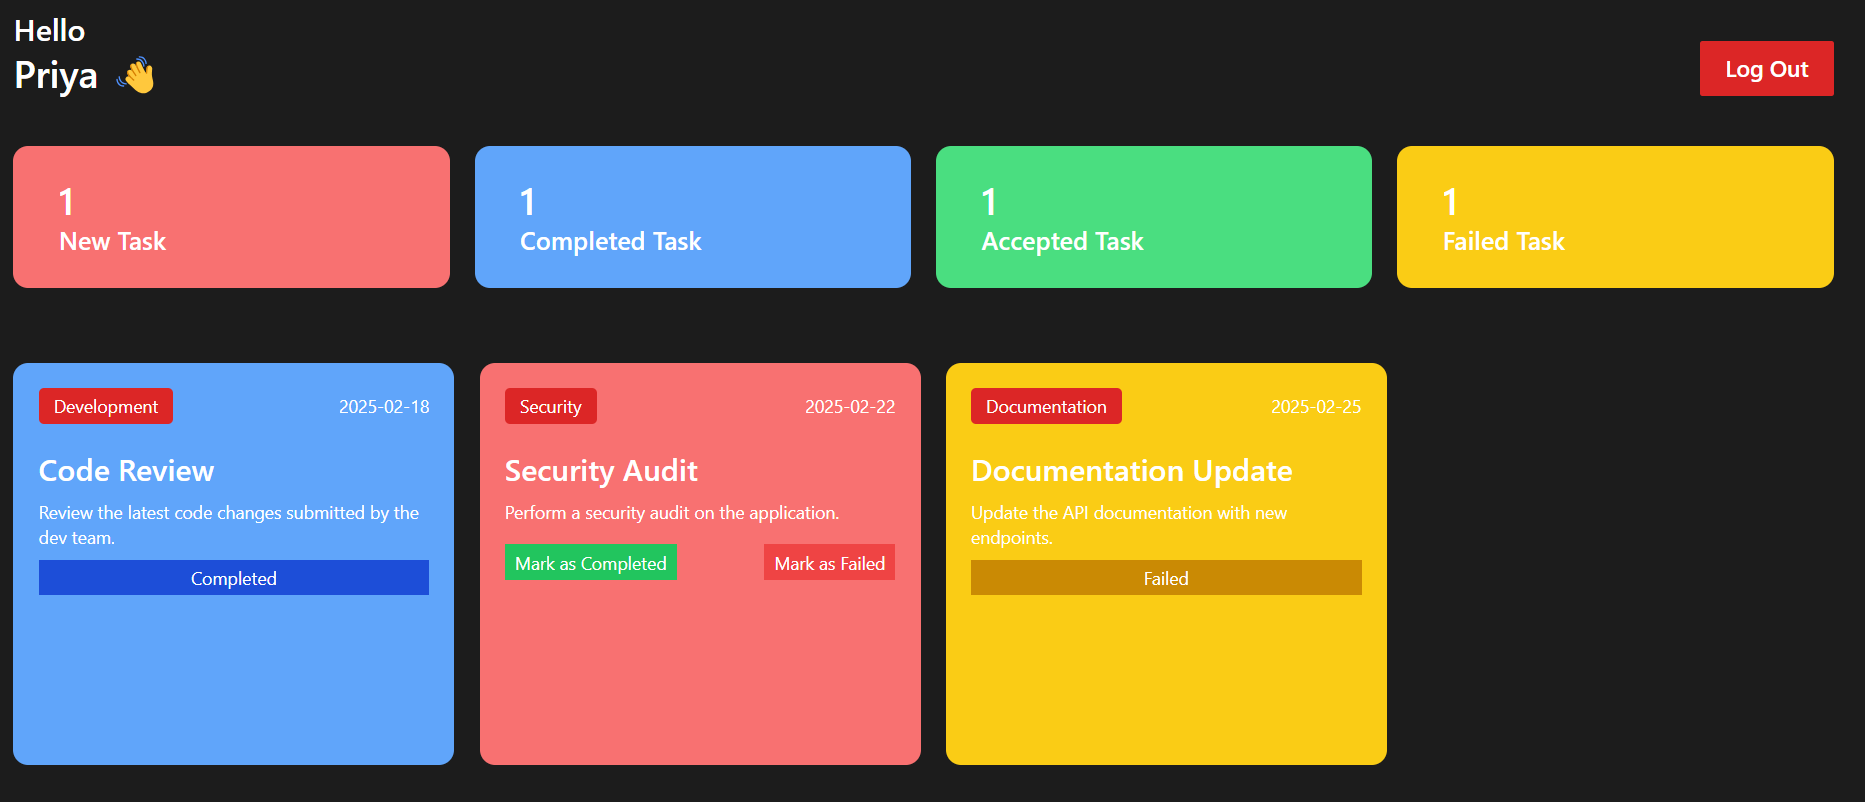 Hello
Priya 👋
Log Out
1
New Task
1
Completed Task
1
Accepted Task
1
Failed Task
Development
2025-02-18
Code Review
Review the latest code changes submitted by the
dev team.
Completed
Security
2025-02-22
Security Audit
Perform a security audit on the application.
Mark as Completed
Mark as Failed
Documentation
2025-02-25
Documentation Update
Update the API documentation with new
endpoints.
Failed